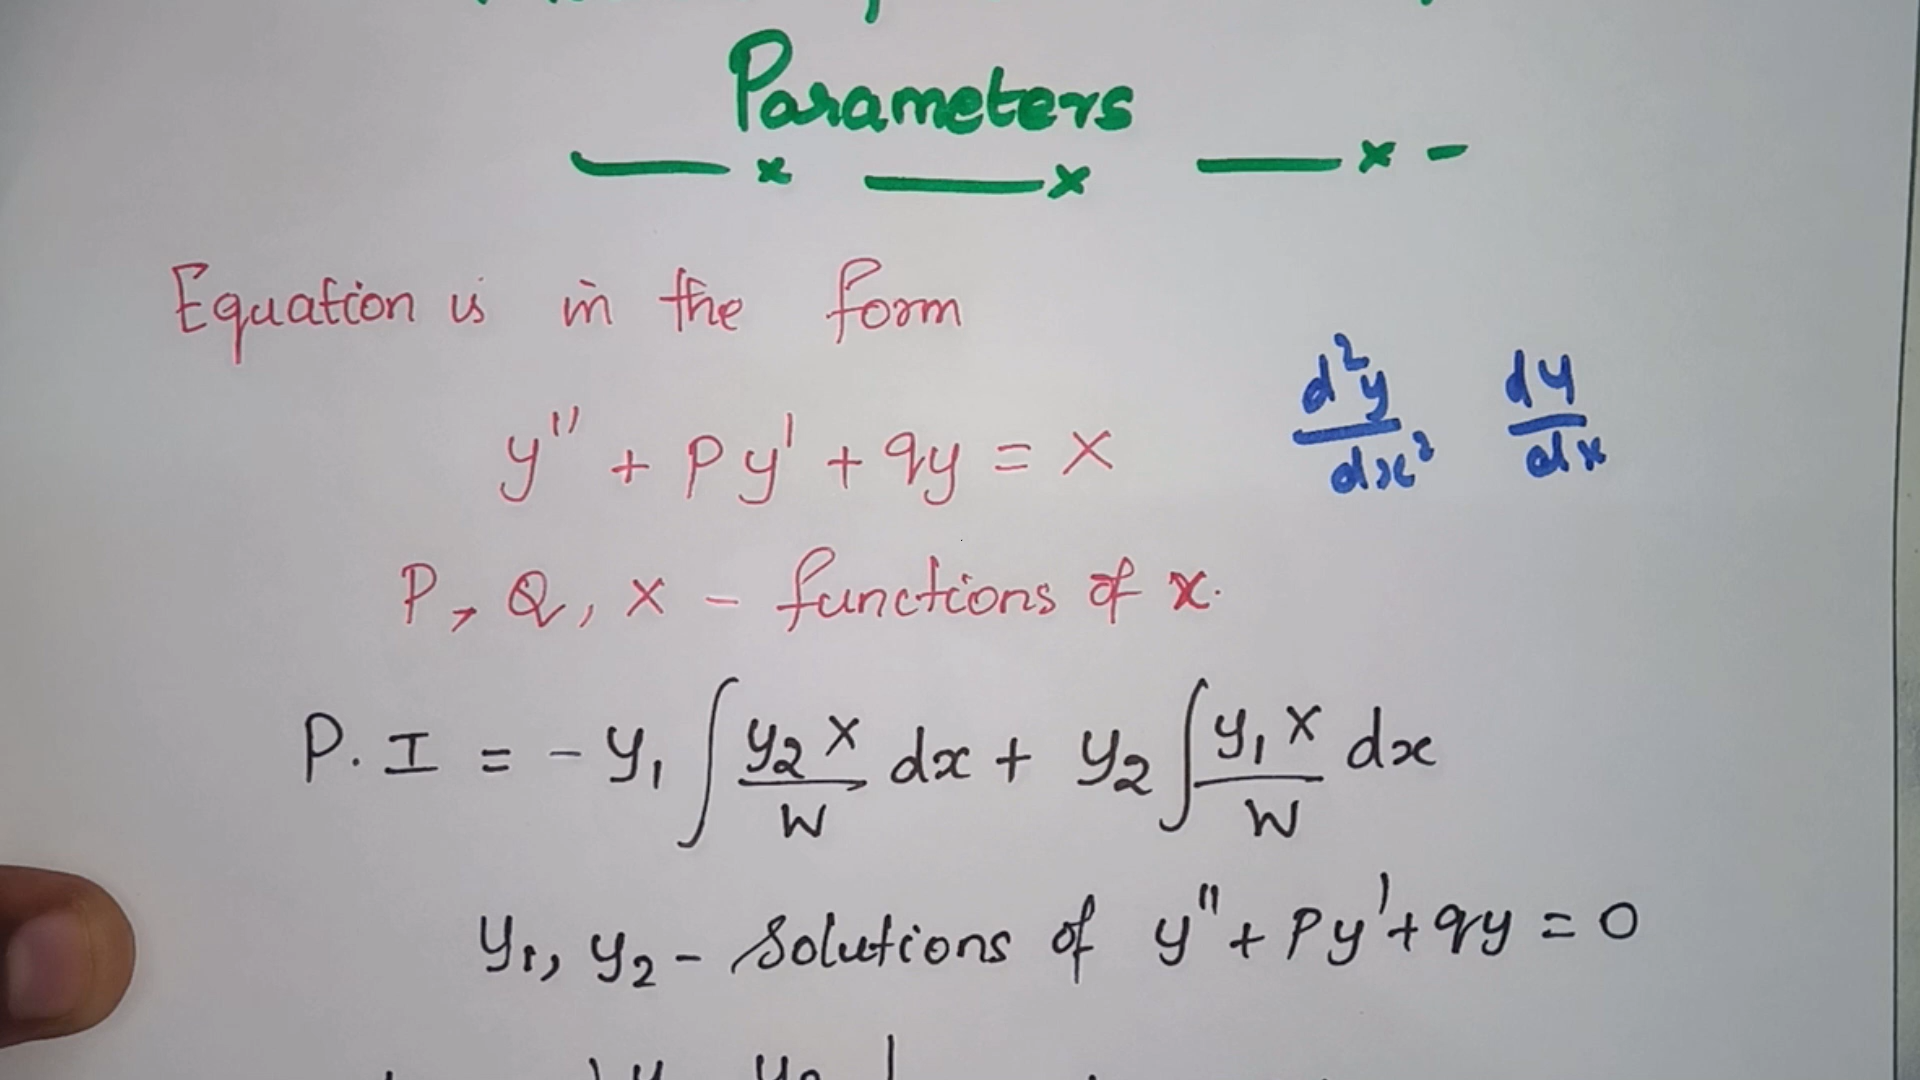 Parameters
Equation is in the form
y'' + Py' + qy = X
d²y/dx² dy/dx
P, Q, X - functions of x.
P.I = -y₁ ∫ y₂X/W dx + y₂ ∫ y₁X/W dx
y₁, y₂ - Solutions of y'' + Py' + qy = 0